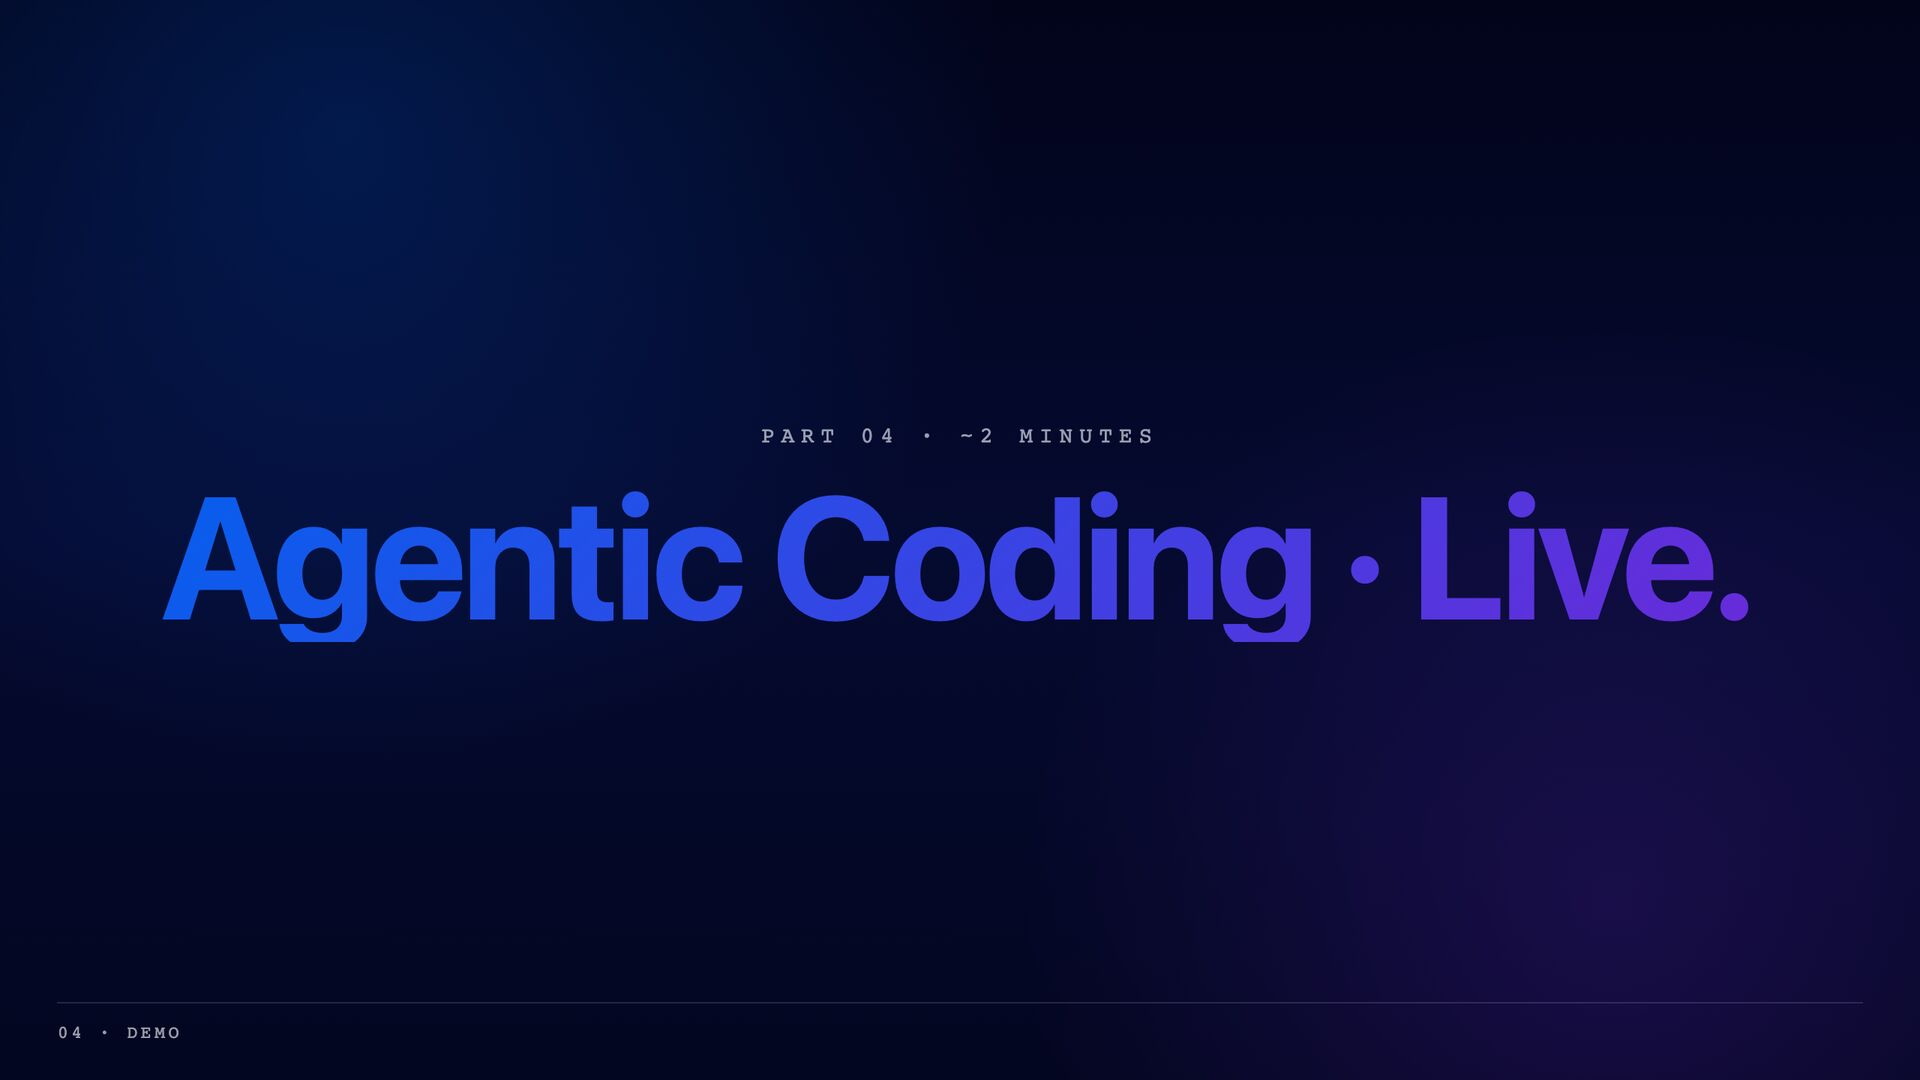 PART 04 · ~2 MINUTES
Agentic Coding · Live.
04 · DEMO